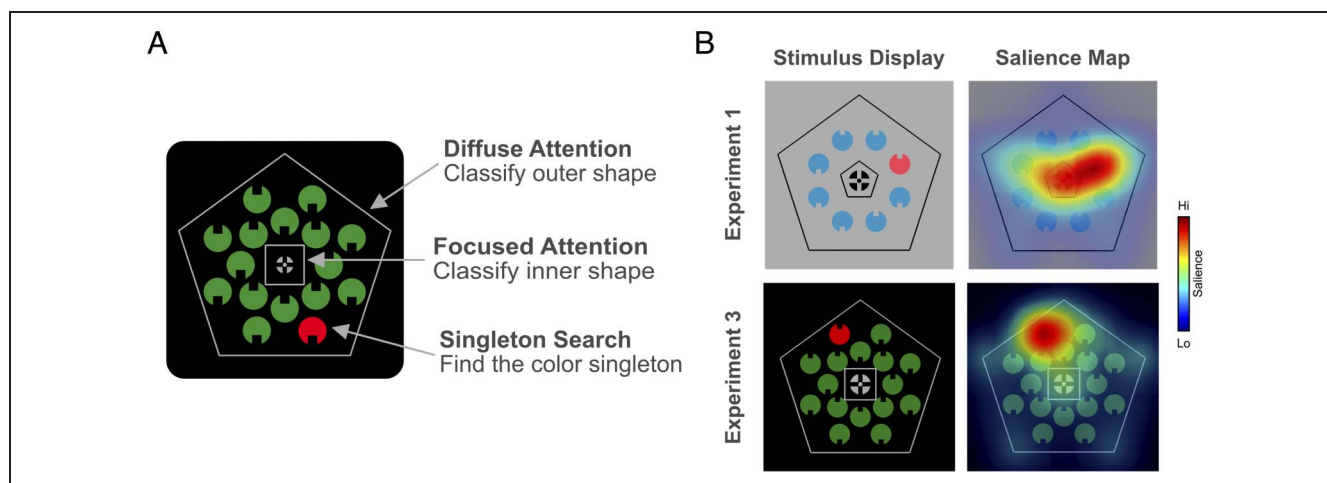 A
Diffuse Attention
Classify outer shape
Focused Attention
Classify inner shape
Singleton Search
Find the color singleton
B
Stimulus Display
Salience Map
Experiment 1
Experiment 3
Hi
Salience
Lo